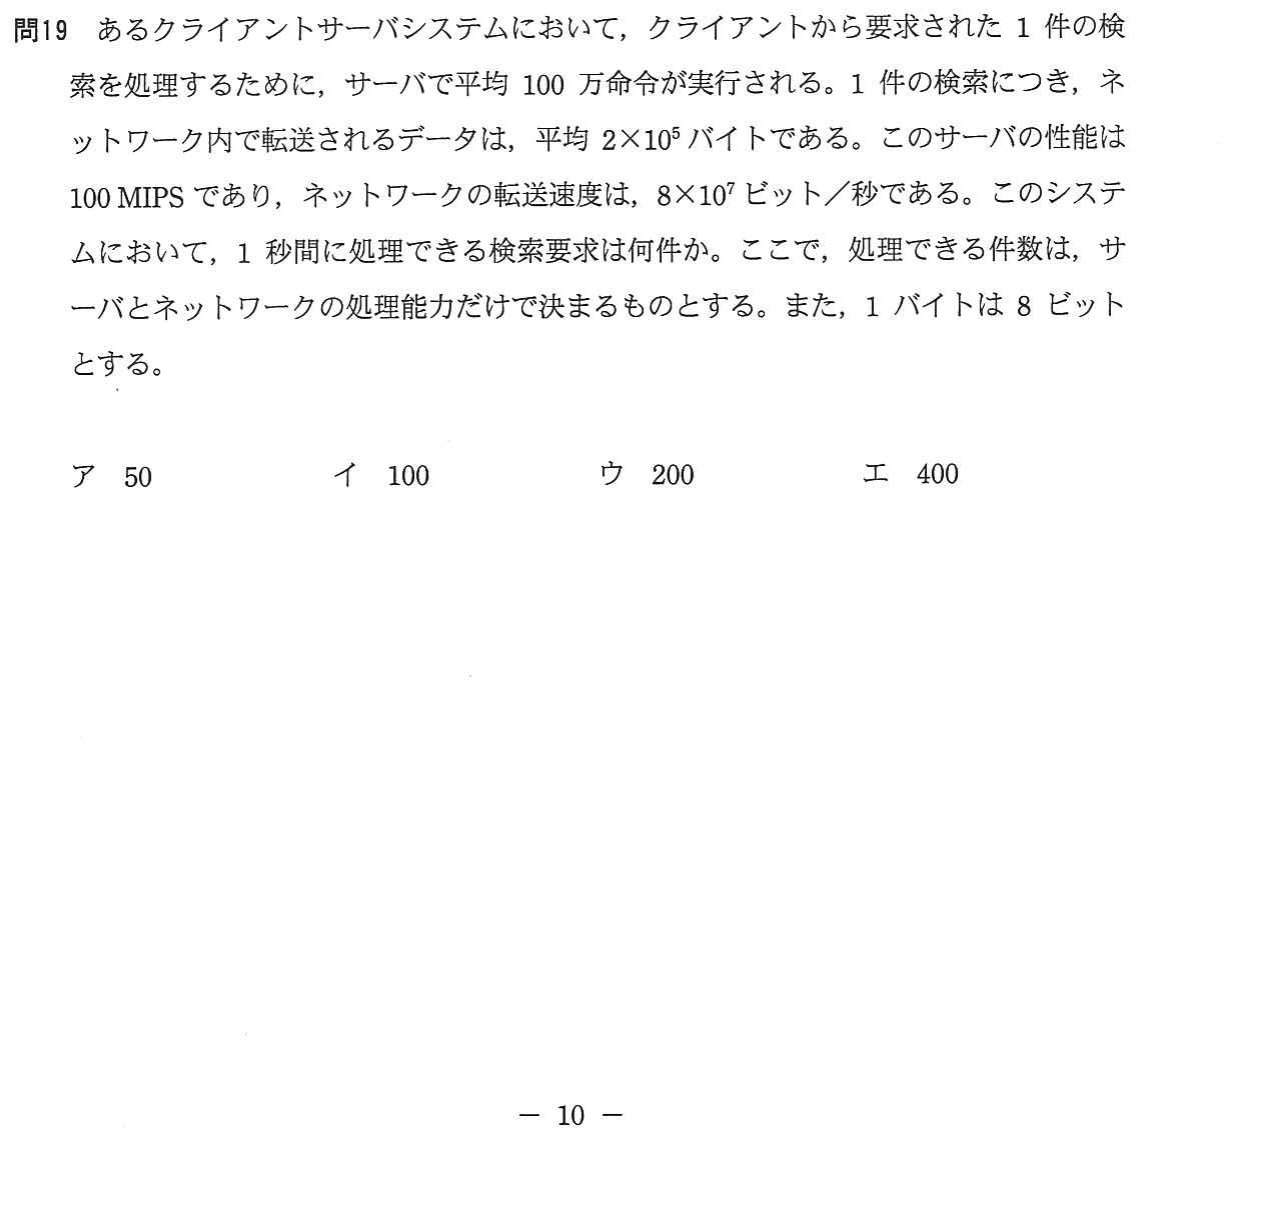 問19 あるクライアントサーバシステムにおいて，クライアントから要求された 1 件の検
索を処理するために，サーバで平均 100 万命令が実行される。1 件の検索につき，ネ
ットワーク内で転送されるデータは，平均 2×10⁵ バイトである。このサーバの性能は
100 MIPS であり，ネットワークの転送速度は，8×10⁷ ビット／秒である。このシステ
ムにおいて，1 秒間に処理できる検索要求は何件か。ここで，処理できる件数は，サ
ーバとネットワークの処理能力だけで決まるものとする。また，1 バイトは 8 ビット
とする。
ア 50 イ 100 ウ 200 エ 400
－ 10 －